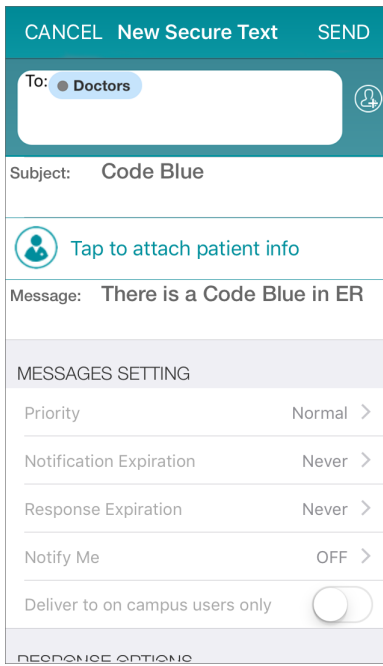 CANCEL New Secure Text SEND
To: Doctors
Subject: Code Blue
Tap to attach patient info
Message: There is a Code Blue in ER
MESSAGES SETTING
Priority Normal
Notification Expiration Never
Response Expiration Never
Notify Me OFF
Deliver to on campus users only
RESPONSE OPTIONS